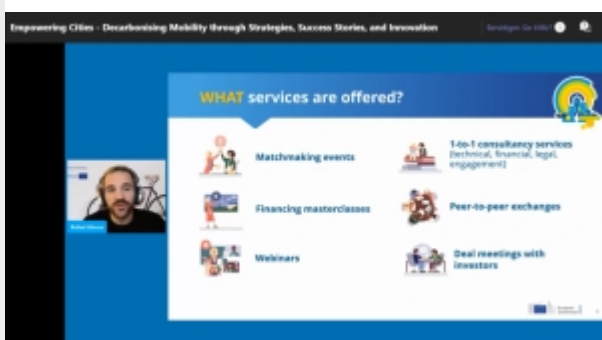 Empowering Cities - Decarbonising Mobility through Strategies, Success Stories, and Innovation
WHAT services are offered?
Matchmaking events
Financing masterclasses
Webinars
1-to-1 consultancy services
(technical, financial, legal,
engagement)
Peer-to-peer exchanges
Deal meetings with
investors